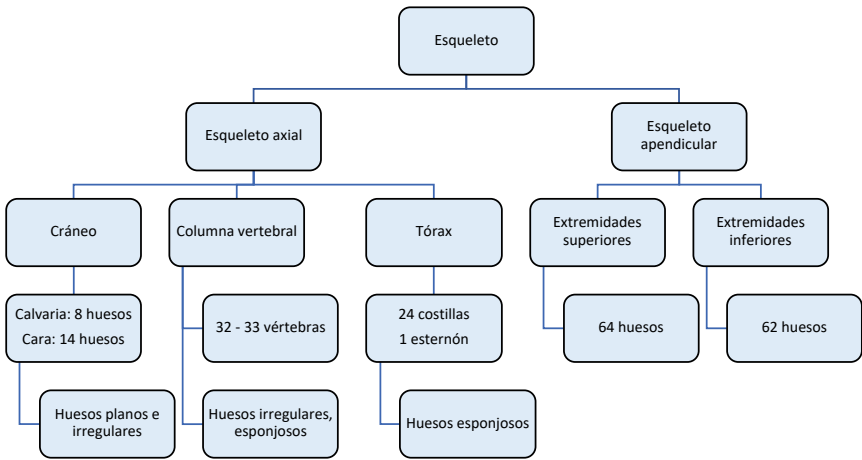 Esqueleto
Esqueleto axial
Esqueleto
apendicular
Cráneo
Columna vertebral
Tórax
Extremidades
superiores
Extremidades
inferiores
Calvaria: 8 huesos
Cara: 14 huesos
32 - 33 vértebras
24 costillas
1 esternón
64 huesos
62 huesos
Huesos planos e
irregulares
Huesos irregulares,
esponjosos
Huesos esponjosos